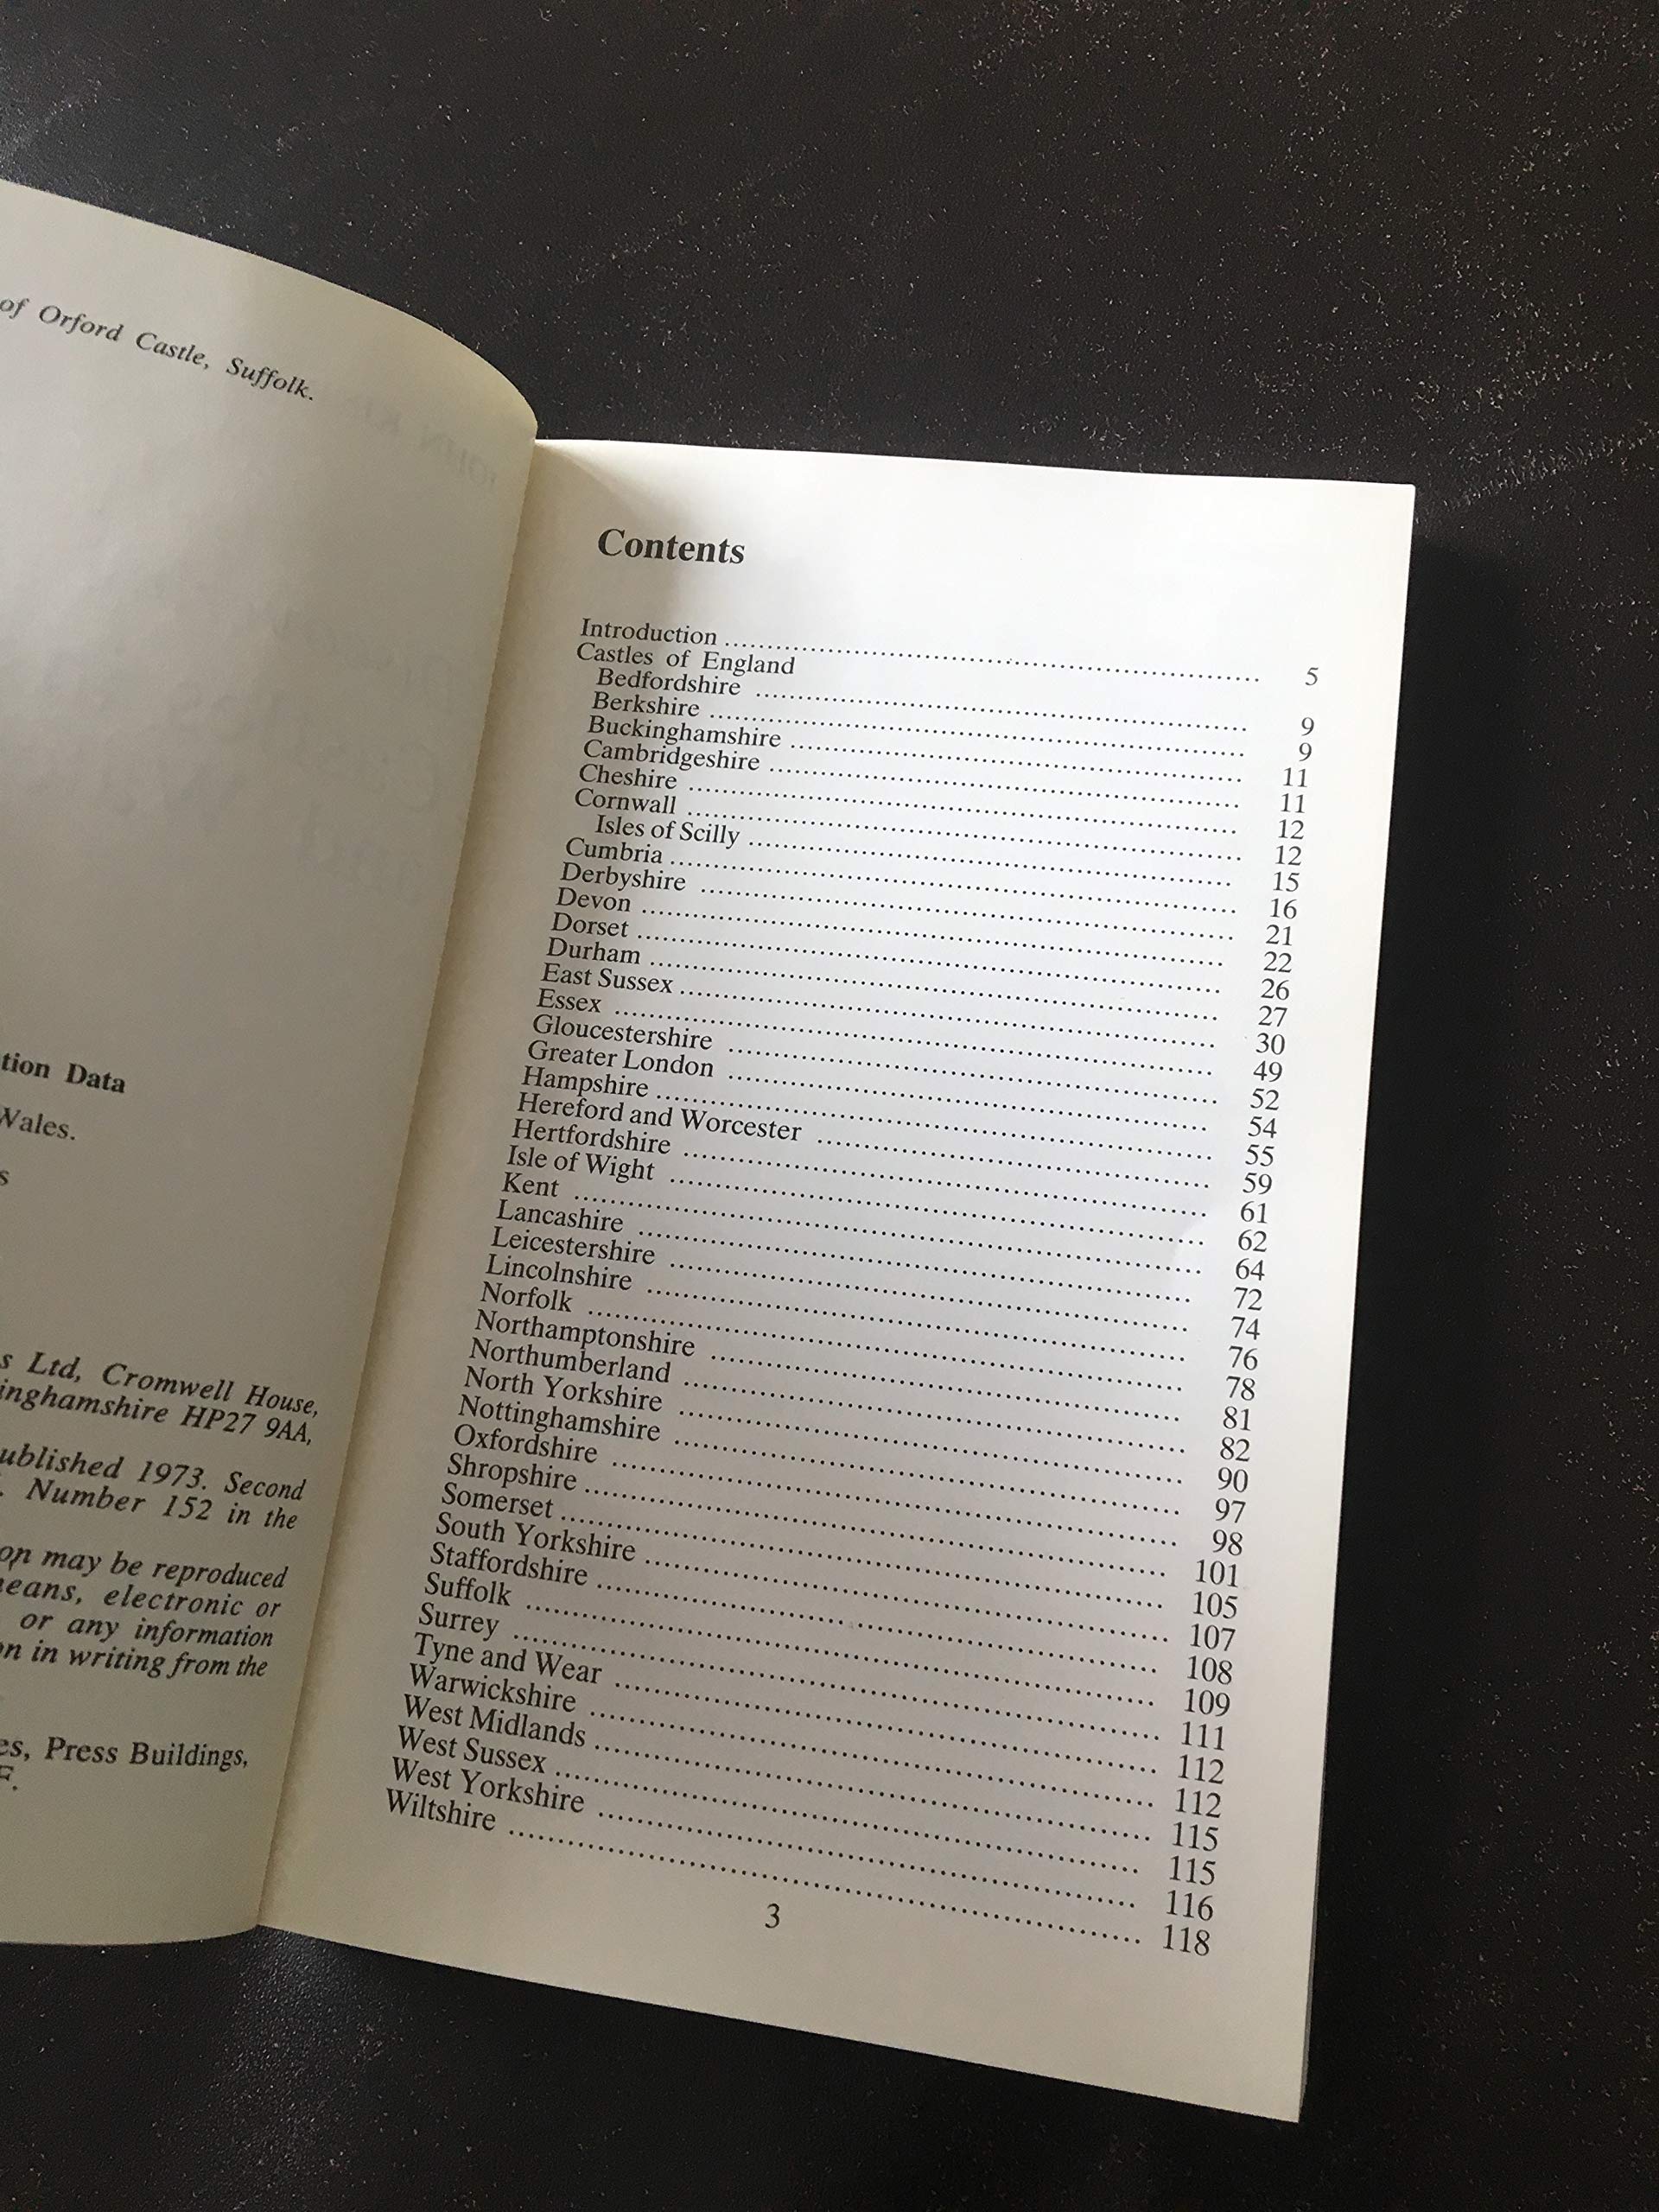 of Orford Castle, Suffolk.
tion Data
Wales.
s
s Ltd, Cromwell House,
inghamshire HP27 9AA,
ublished 1973. Second
. Number 152 in the
on may be reproduced
eans, electronic or
or any information
on in writing from the
es, Press Buildings,
F.
Contents
Introduction ........ 5
Castles of England
Bedfordshire ........ 9
Berkshire ........ 9
Buckinghamshire ........ 11
Cambridgeshire ........ 11
Cheshire ........ 12
Cornwall ........ 12
Isles of Scilly ........ 15
Cumbria ........ 16
Derbyshire ........ 21
Devon ........ 22
Dorset ........ 26
Durham ........ 27
East Sussex ........ 30
Essex ........ 49
Gloucestershire ........ 52
Greater London ........ 54
Hampshire ........ 55
Hereford and Worcester ........ 59
Hertfordshire ........ 61
Isle of Wight ........ 62
Kent ........ 64
Lancashire ........ 72
Leicestershire ........ 74
Lincolnshire ........ 76
Norfolk ........ 78
Northamptonshire ........ 81
Northumberland ........ 82
North Yorkshire ........ 90
Nottinghamshire ........ 97
Oxfordshire ........ 98
Shropshire ........ 101
Somerset ........ 105
South Yorkshire ........ 107
Staffordshire ........ 108
Suffolk ........ 109
Surrey ........ 111
Tyne and Wear ........ 112
Warwickshire ........ 112
West Midlands ........ 115
West Sussex ........ 115
West Yorkshire ........ 116
Wiltshire ........ 118
3